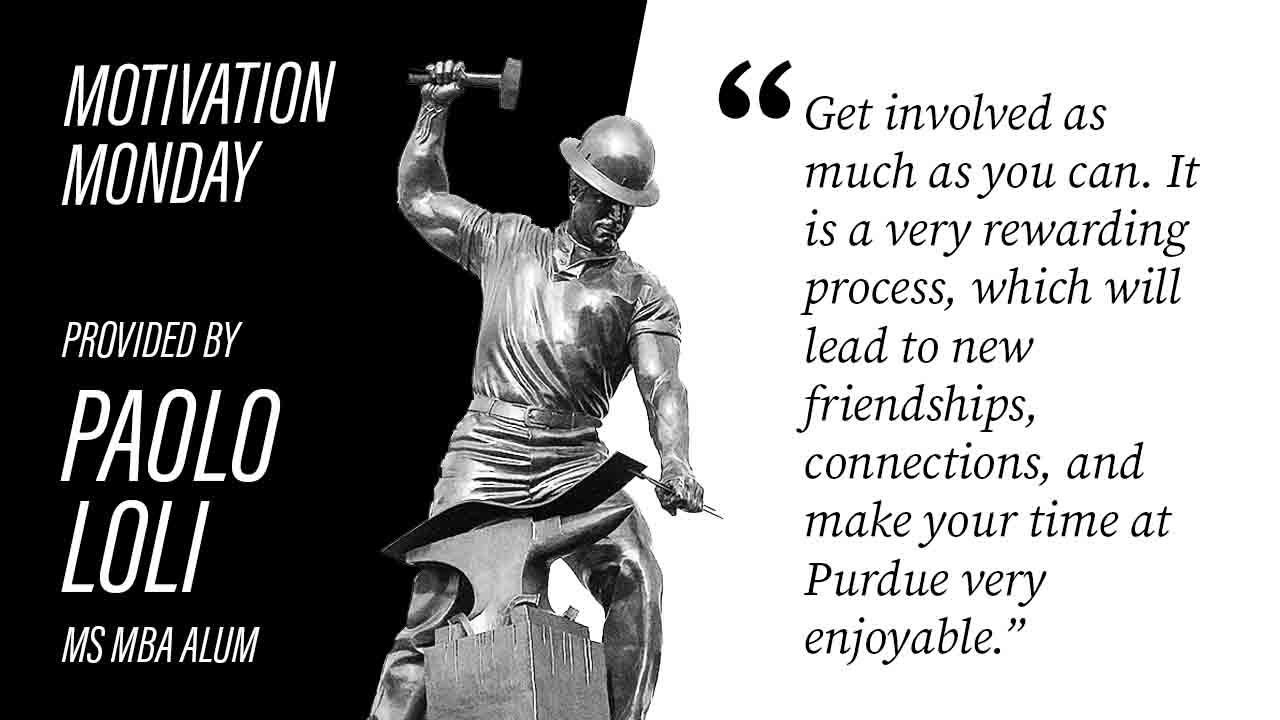 MOTIVATION
MONDAY
PROVIDED BY
PAOLO
LOLI
MS MBA ALUM
“Get involved as
much as you can. It
is a very rewarding
process, which will
lead to new
friendships,
connections, and
make your time at
Purdue very
enjoyable.”